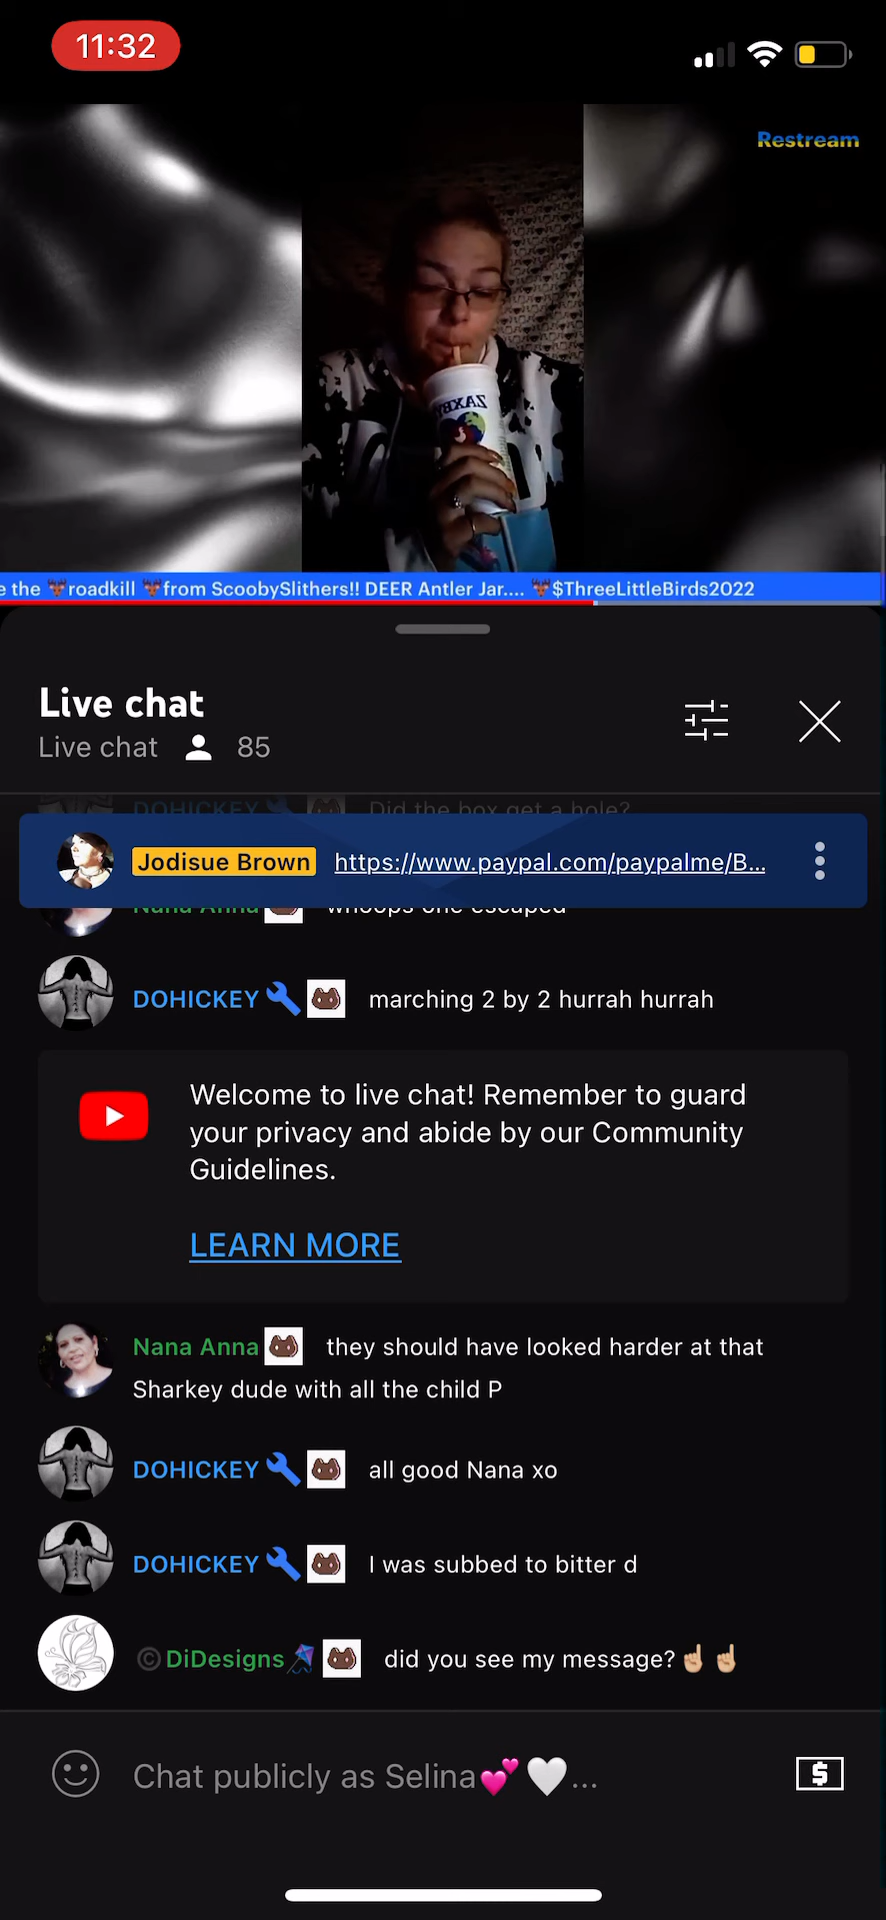 11:32
Restream
ZAXBY
e the roadkill from ScoobySlithers!! DEER Antler Jar.... $ThreeLittleBirds2022
Live chat
Live chat 85
DOHICKEY Did the box get a hole?
Jodisue Brown https://www.paypal.com/paypalme/B...
Nana Anna whoops one escaped
DOHICKEY marching 2 by 2 hurrah hurrah
Welcome to live chat! Remember to guard
your privacy and abide by our Community
Guidelines.
LEARN MORE
Nana Anna they should have looked harder at that
Sharkey dude with all the child P
DOHICKEY all good Nana xo
DOHICKEY I was subbed to bitter d
©DiDesigns🪁 did you see my message?☝🏼☝🏼
Chat publicly as Selina💕🤍...
$